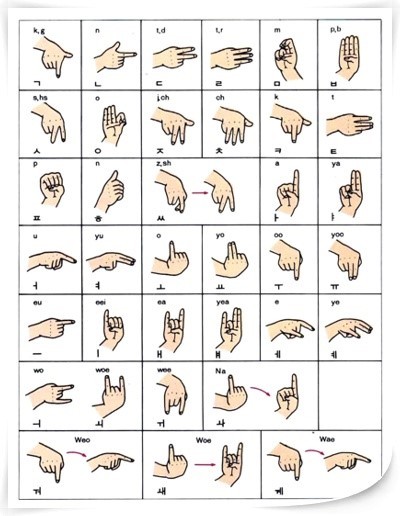 k,g n t,d t,r m p,b
ㄱ ㄴ ㄷ ㄹ ㅁ ㅂ
s,hs o j,ch ch k t
ㅅ ㅇ ㅈ ㅊ ㅋ ㅌ
p n z,sh a ya
ㅍ ㅎ ㅆ ㅏ ㅑ
u yu o yo oo yoo
ㅓ ㅕ ㅗ ㅛ ㅜ ㅠ
eu eei ea yea e ye
ㅡ ㅣ ㅐ ㅒ ㅔ ㅖ
wo woe wee Na
ㅢ ㅚ ㅟ ㅘ
Weo Woe Wae
ㅝ ㅙ ㅞ